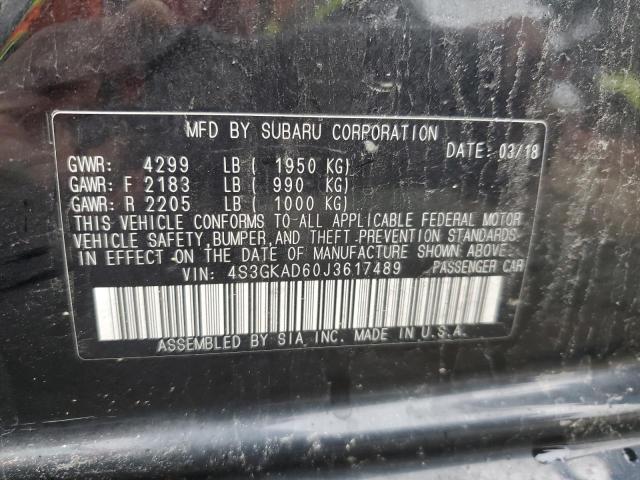 MFD BY SUBARU CORPORATION
DATE: 03/18
GVWR: 4299 LB ( 1950 KG)
GAWR: F 2183 LB ( 990 KG)
GAWR: R 2205 LB ( 1000 KG)
THIS VEHICLE CONFORMS TO ALL APPLICABLE FEDERAL MOTOR
VEHICLE SAFETY, BUMPER, AND THEFT PREVENTION STANDARDS
IN EFFECT ON THE DATE OF MANUFACTURE SHOWN ABOVE.
VIN: 4S3GKAD60J3617489 PASSENGER CAR
ASSEMBLED BY SIA INC. MADE IN U.S.A.